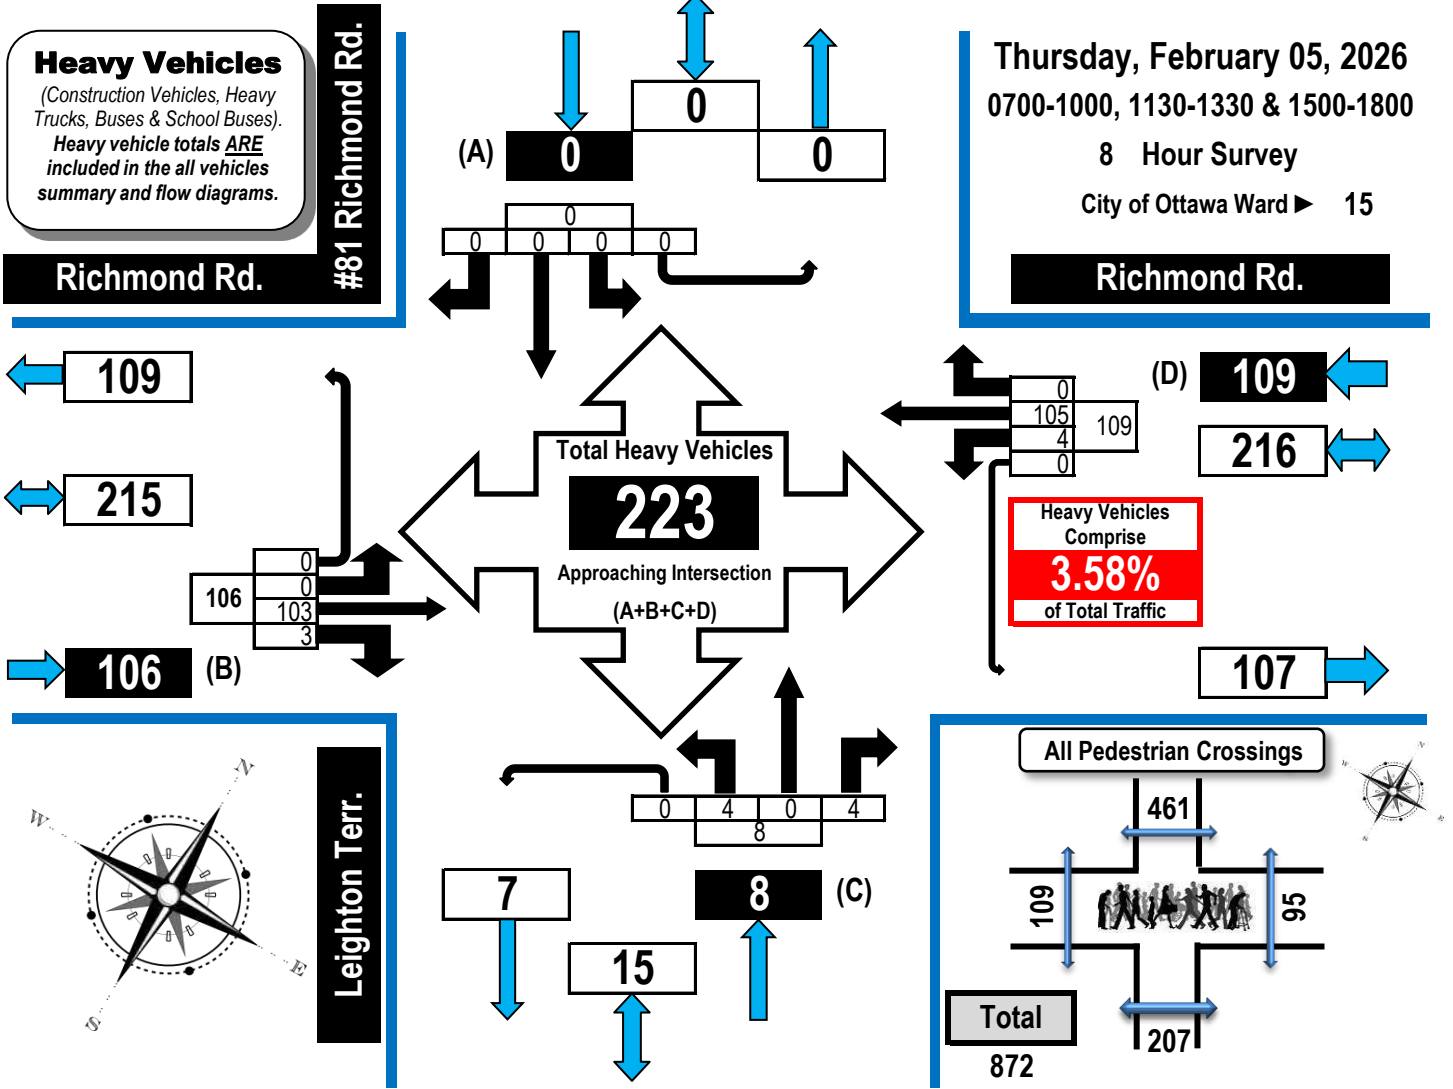 Heavy Vehicles
(Construction Vehicles, Heavy
Trucks, Buses & School Buses).
Heavy vehicle totals ARE
included in the all vehicles
summary and flow diagrams.
#81 Richmond Rd.
Richmond Rd.
0
(A)
0
0
0
0
0
0
0
Thursday, February 05, 2026
0700-1000, 1130-1330 & 1500-1800
8 Hour Survey
City of Ottawa Ward ► 15
Richmond Rd.
109
215
0
0
103
3
106
106
(B)
Total Heavy Vehicles
223
Approaching Intersection
(A+B+C+D)
0
105
4
0
109
(D)
109
216
Heavy Vehicles
Comprise
3.58%
of Total Traffic
107
N
W
E
S
Leighton Terr.
0
4
0
4
8
7
8
(C)
15
All Pedestrian Crossings
N
W
E
S
461
109
95
207
Total
872